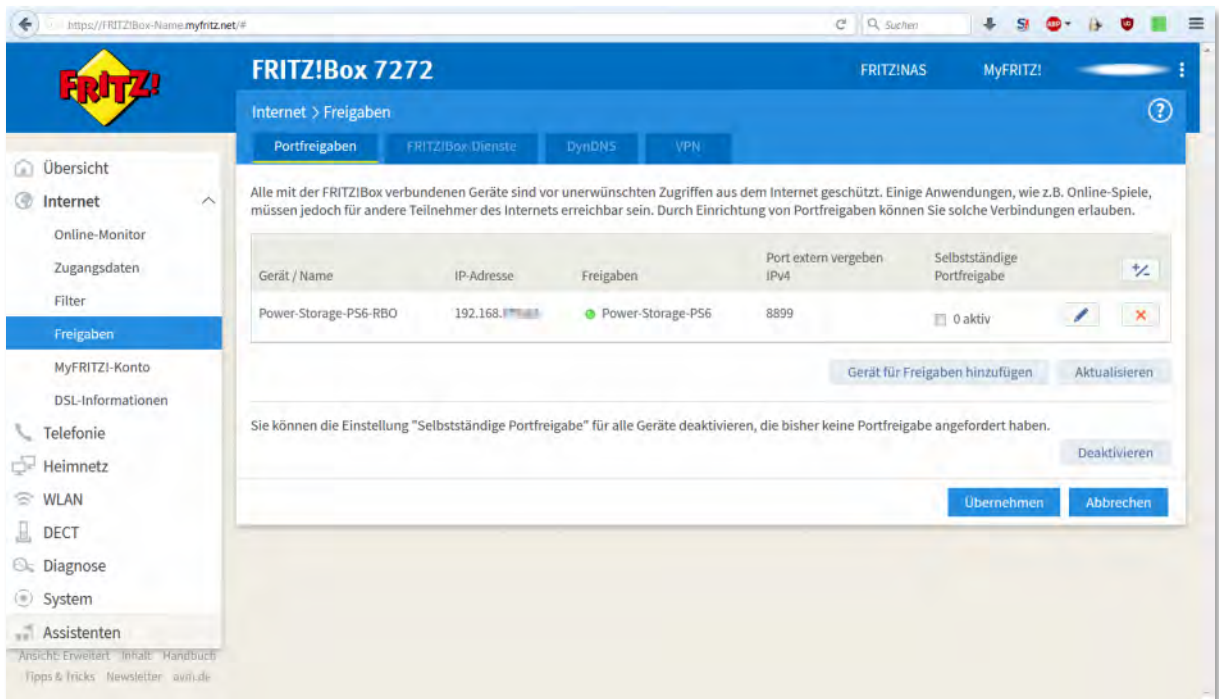 https://FRITZ!Box-Name.myfritz.net/#
Suchen
FRITZ!
FRITZ!Box 7272
FRITZ!NAS
MyFRITZ!
Internet > Freigaben
Portfreigaben
FRITZ!Box-Dienste
DynDNS
VPN
Übersicht
Internet
Online-Monitor
Zugangsdaten
Filter
Freigaben
MyFRITZ!-Konto
DSL-Informationen
Telefonie
Heimnetz
WLAN
DECT
Diagnose
System
Assistenten
Ansicht: Erweitert Inhalt Handbuch
Tipps & Tricks Newsletter avm.de
Alle mit der FRITZ!Box verbundenen Geräte sind vor unerwünschten Zugriffen aus dem Internet geschützt. Einige Anwendungen, wie z.B. Online-Spiele,
müssen jedoch für andere Teilnehmer des Internets erreichbar sein. Durch Einrichtung von Portfreigaben können Sie solche Verbindungen erlauben.
Gerät / Name
IP-Adresse
Freigaben
Port extern vergeben
IPv4
Selbstständige
Portfreigabe
Power-Storage-PS6-RBO
192.168.
Power-Storage-PS6
8899
0 aktiv
Gerät für Freigaben hinzufügen
Aktualisieren
Sie können die Einstellung "Selbstständige Portfreigabe" für alle Geräte deaktivieren, die bisher keine Portfreigabe angefordert haben.
Deaktivieren
Übernehmen
Abbrechen